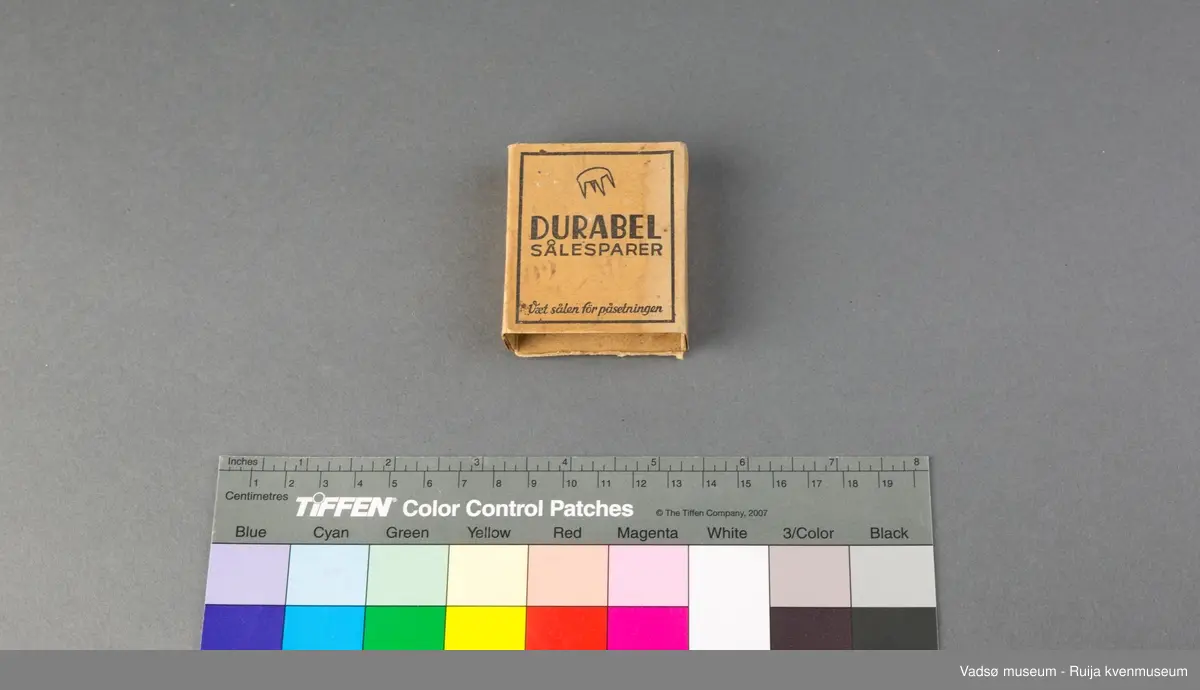 DURABEL
SÅLESPARER
Væt sålen för påsetningen
Inches 1 2 3 4 5 6 7 8
1 2 3 4 5 6 7 8 9 10 11 12 13 14 15 16 17 18 19
Centimetres
TIFFEN® Color Control Patches © The Tiffen Company, 2007
Blue Cyan Green Yellow Red Magenta White 3/Color Black
Vadsø museum - Ruija kvenmuseum